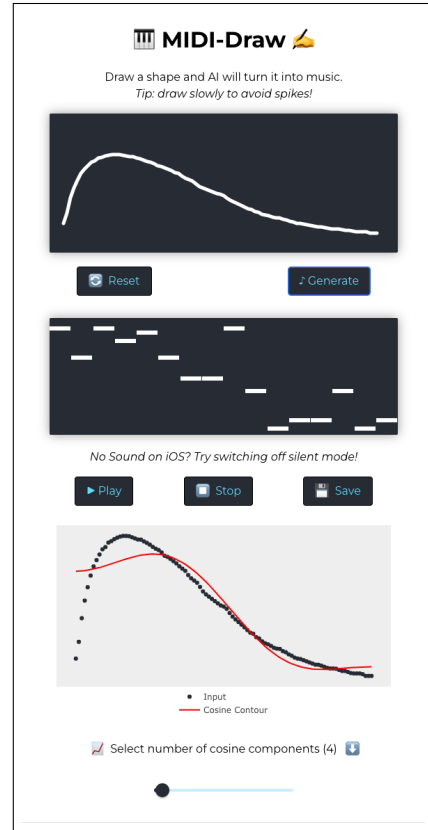 🎹 MIDI-Draw ✍️
Draw a shape and AI will turn it into music.
Tip: draw slowly to avoid spikes!
🔄 Reset
♪ Generate
No Sound on iOS? Try switching off silent mode!
▶ Play
⏹️ Stop
💾 Save
Input
Cosine Contour
📈 Select number of cosine components (4) ⬇️